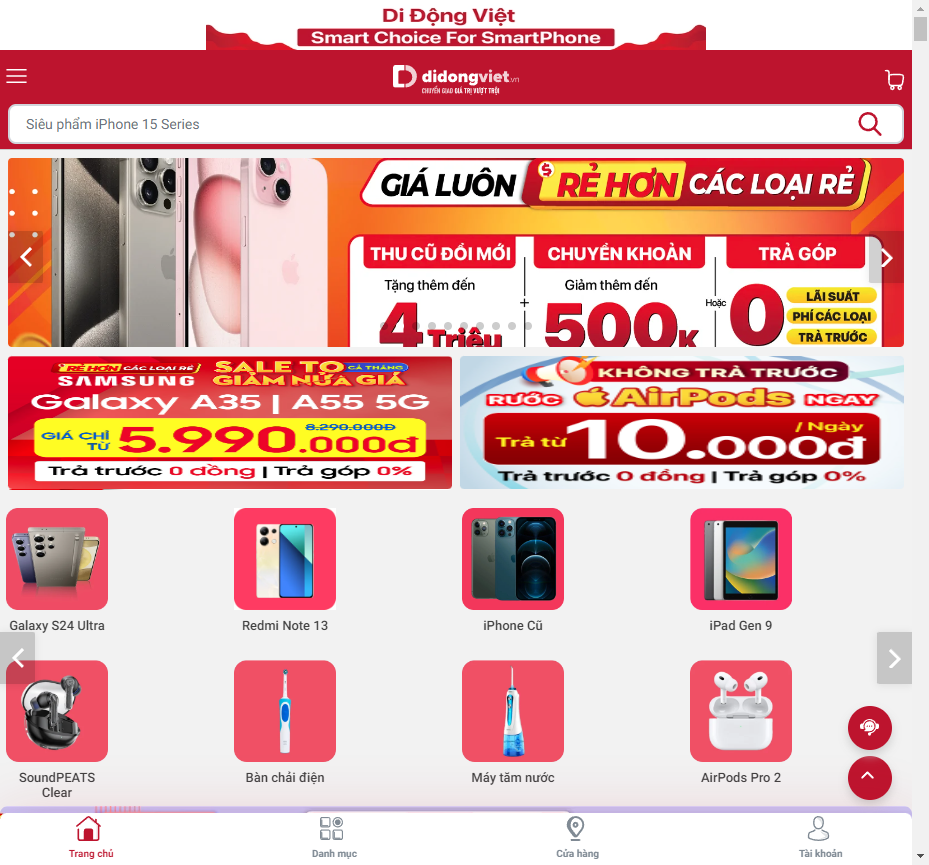 Di Động Việt
Smart Choice For SmartPhone
didongviet.vn
CHUYỂN GIAO GIÁ TRỊ VƯỢT TRỘI
Siêu phẩm iPhone 15 Series
GIÁ LUÔN RẺ HƠN CÁC LOẠI RẺ
THU CŨ ĐỔI MỚI
Tặng thêm đến
4 Triệu
+
CHUYỂN KHOẢN
Giảm thêm đến
500K
Hoặc
TRẢ GÓP
0
LÃI SUẤT
PHÍ CÁC LOẠI
TRẢ TRƯỚC
RẺ HƠN CÁC LOẠI RẺ
SAMSUNG
SALE TO CẢ THÁNG
GIẢM NỬA GIÁ
Galaxy A35 | A55 5G
GIÁ CHỈ TỪ
8.290.000Đ
5.990.000đ
Trả trước 0 đồng | Trả góp 0%
KHÔNG TRẢ TRƯỚC
RƯỚC AirPods NGAY
Trả từ 10.000đ / Ngày
Trả trước 0 đồng | Trả góp 0%
Galaxy S24 Ultra
Redmi Note 13
iPhone Cũ
iPad Gen 9
SoundPEATS
Clear
Bàn chải điện
Máy tăm nước
AirPods Pro 2
Trang chủ
Danh mục
Cửa hàng
Tài khoản